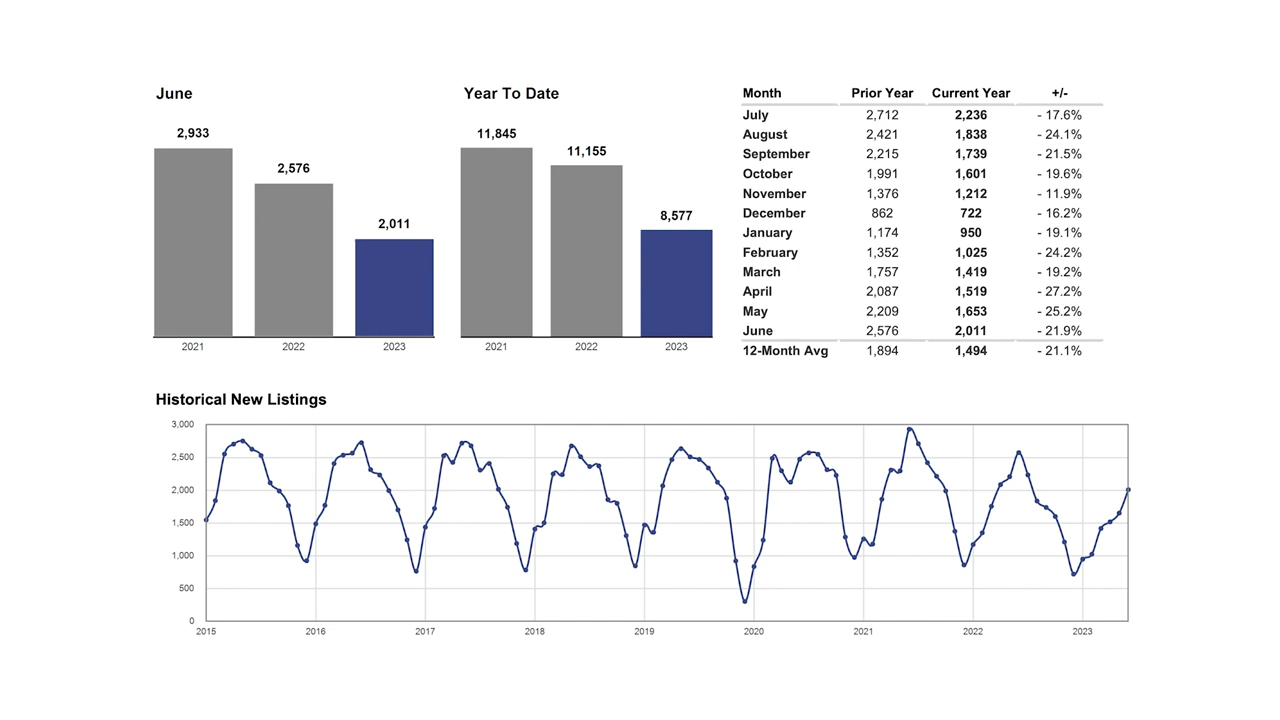 June
2,933
2,576
2,011
2021
2022
2023
Year To Date
11,845
11,155
8,577
2021
2022
2023
Month Prior Year Current Year +/-
July 2,712 2,236 - 17.6%
August 2,421 1,838 - 24.1%
September 2,215 1,739 - 21.5%
October 1,991 1,601 - 19.6%
November 1,376 1,212 - 11.9%
December 862 722 - 16.2%
January 1,174 950 - 19.1%
February 1,352 1,025 - 24.2%
March 1,757 1,419 - 19.2%
April 2,087 1,519 - 27.2%
May 2,209 1,653 - 25.2%
June 2,576 2,011 - 21.9%
12-Month Avg 1,894 1,494 - 21.1%
Historical New Listings
3,000
2,500
2,000
1,500
1,000
500
0
2015 2016 2017 2018 2019 2020 2021 2022 2023